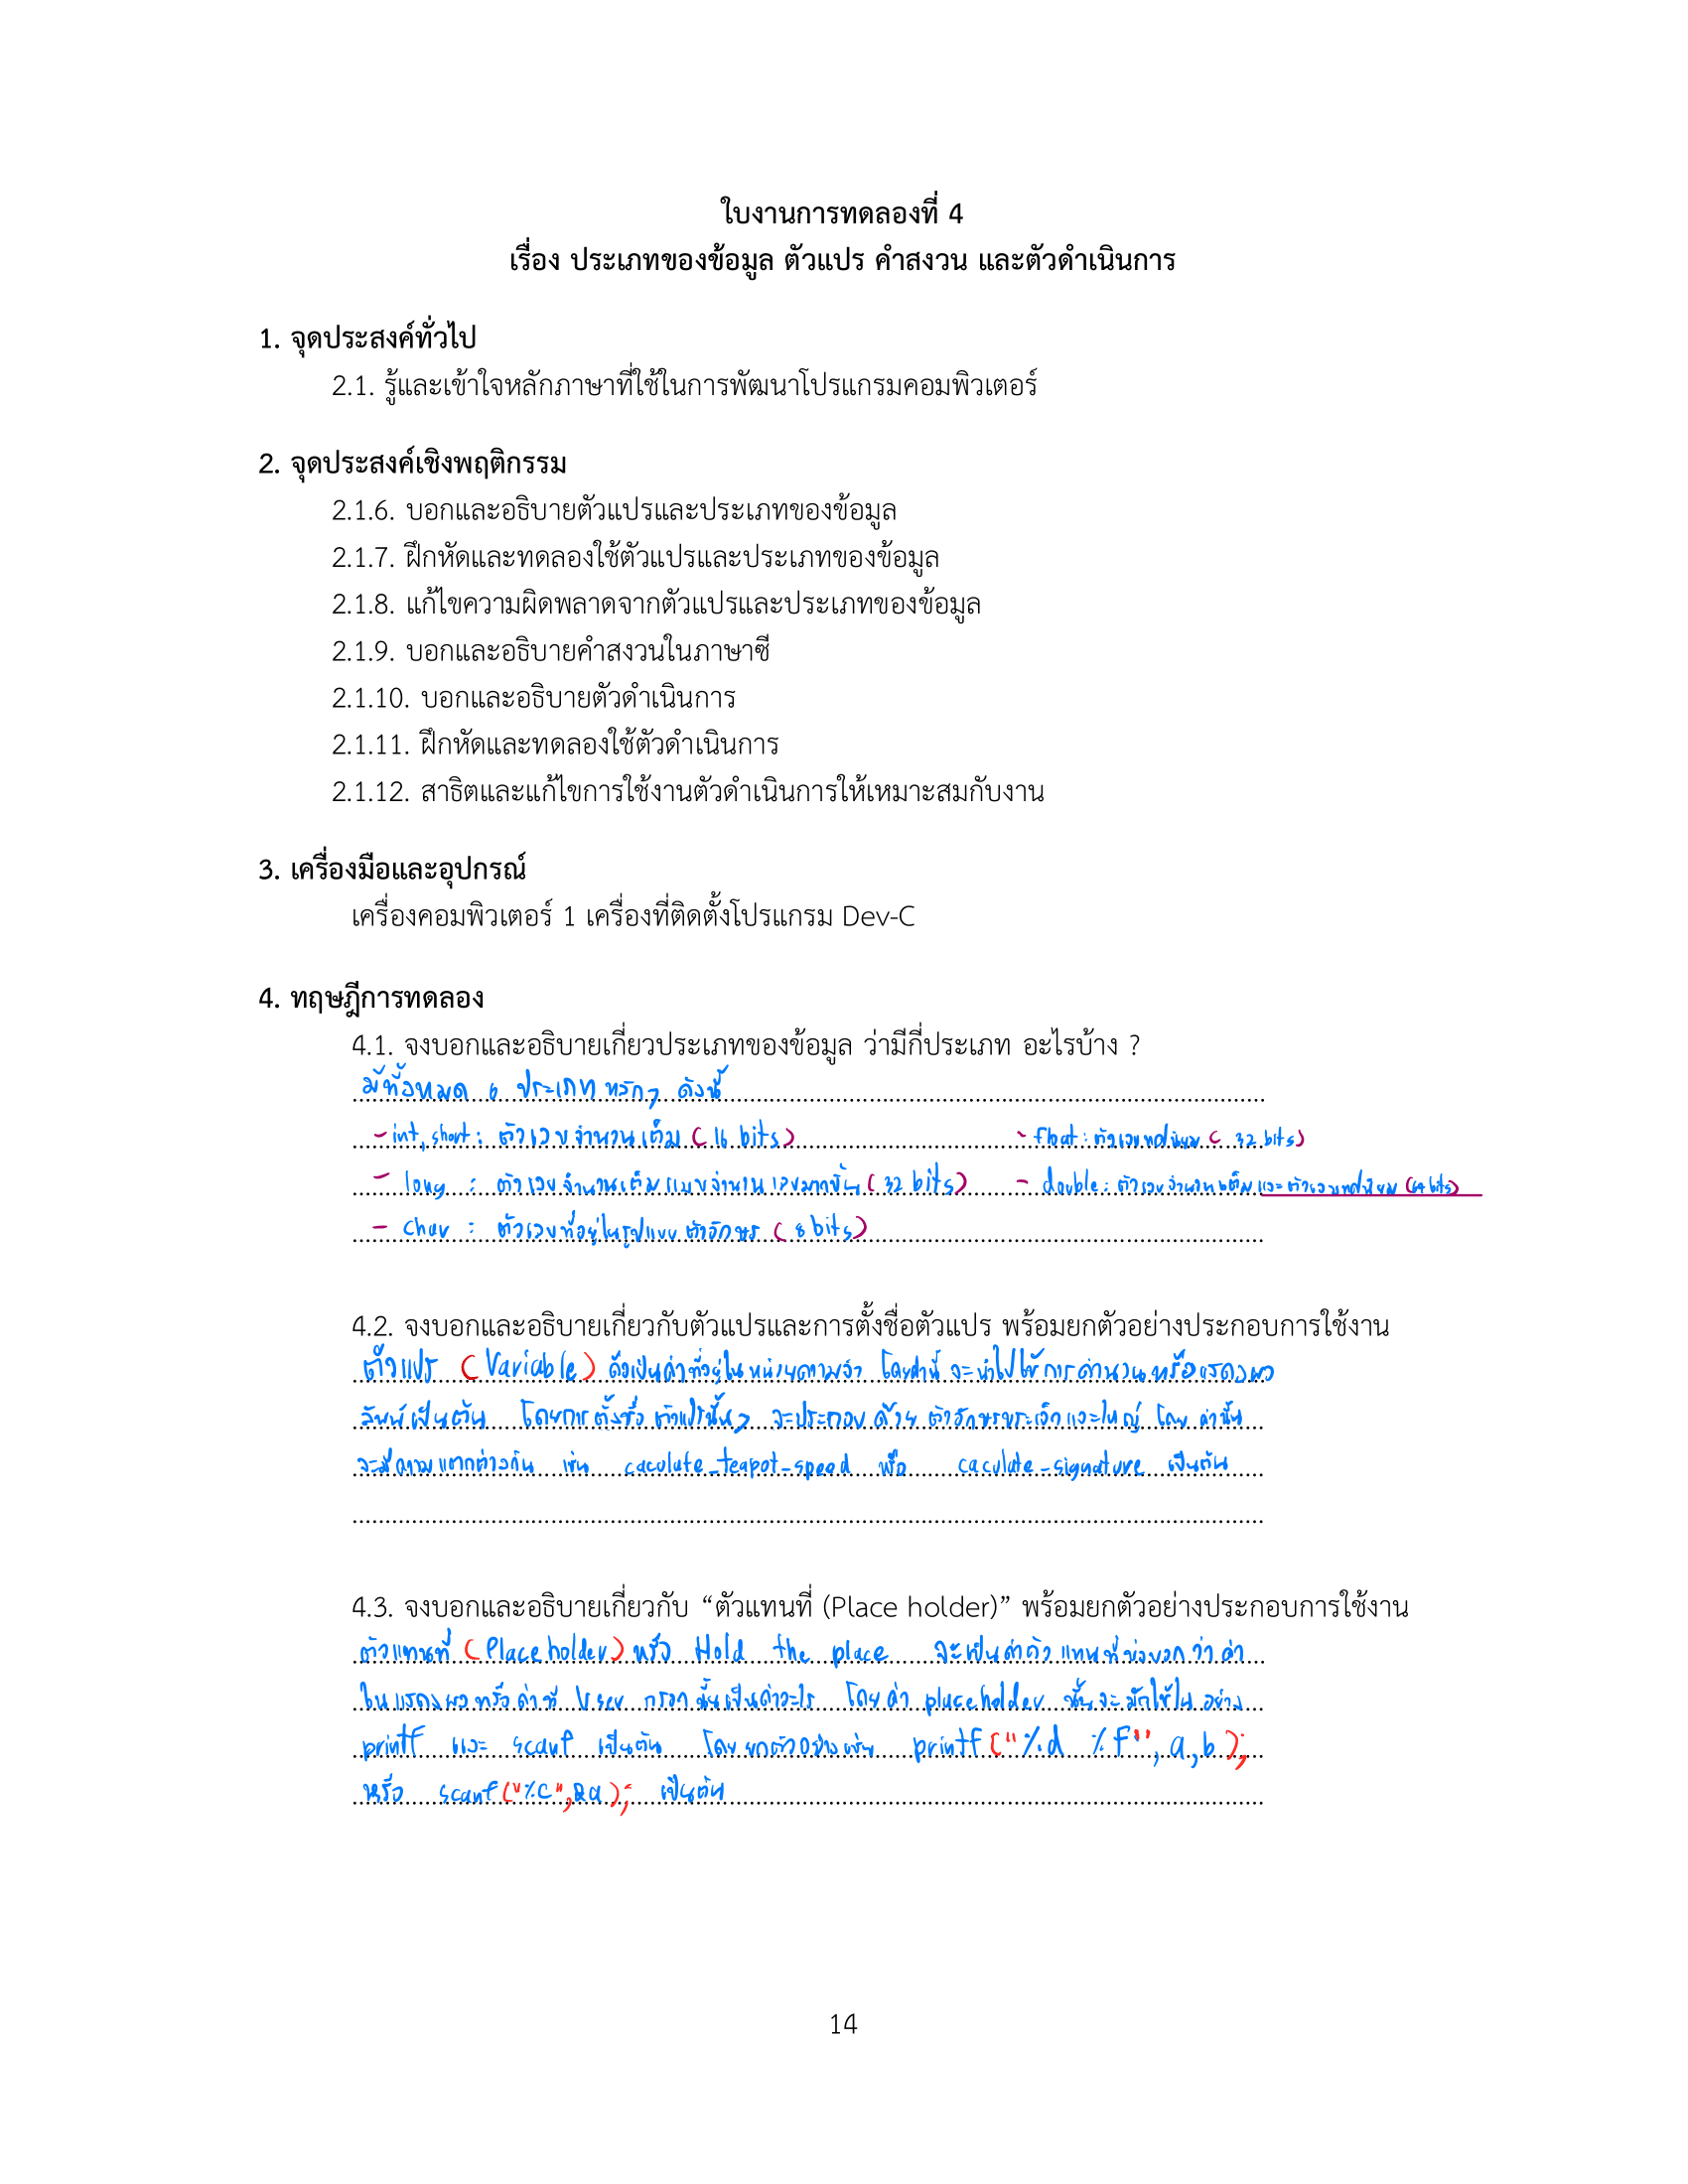 ใบงานการทดลองที่ 4
เรื่อง ประเภทของข้อมูล ตัวแปร คำสงวน และตัวดำเนินการ
1. จุดประสงค์ทั่วไป
2.1. รู้และเข้าใจหลักภาษาที่ใช้ในการพัฒนาโปรแกรมคอมพิวเตอร์
2. จุดประสงค์เชิงพฤติกรรม
2.1.6. บอกและอธิบายตัวแปรและประเภทของข้อมูล
2.1.7. ฝึกหัดและทดลองใช้ตัวแปรและประเภทของข้อมูล
2.1.8. แก้ไขความผิดพลาดจากตัวแปรและประเภทของข้อมูล
2.1.9. บอกและอธิบายคำสงวนในภาษาซี
2.1.10. บอกและอธิบายตัวดำเนินการ
2.1.11. ฝึกหัดและทดลองใช้ตัวดำเนินการ
2.1.12. สาธิตและแก้ไขการใช้งานตัวดำเนินการให้เหมาะสมกับงาน
3. เครื่องมือและอุปกรณ์
เครื่องคอมพิวเตอร์ 1 เครื่องที่ติดตั้งโปรแกรม Dev-C
4. ทฤษฎีการทดลอง
4.1. จงบอกและอธิบายเกี่ยวประเภทของข้อมูล ว่ามีกี่ประเภท อะไรบ้าง ?
มีทั้งหมด 6 ประเภทหลักๆ ดังนี้
- int, short : ตัวเลขจำนวนเต็ม (16 bits) - float : ตัวเลขทศนิยม (32 bits)
- long : ตัวเลขจำนวนเต็มแบบจำนวนเลขมากขึ้น (32 bits) - double : ตัวเลขจำนวนเต็มและตัวเลขทศนิยม (64 bits)
- char : ตัวเลขที่อยู่ในรูปแบบตัวอักษร (8 bits)
4.2. จงบอกและอธิบายเกี่ยวกับตัวแปรและการตั้งชื่อตัวแปร พร้อมยกตัวอย่างประกอบการใช้งาน
ตัวแปร (Variable) คือเป็นค่าที่อยู่ในหน่วยความจำ โดยค่านี้ จะนำไปใช้การคำนวนหรือแสดงผล
ลัพธ์เป็นต้น โดยการตั้งชื่อตัวแปรนั้นๆ จะประกอบด้วย ตัวอักษรพระเล็กและใหญ่ โดย ค่านั้น
จะมีความแตกต่างกัน เช่น caculate_teapot_speed หรือ caculate_signature เป็นต้น
4.3. จงบอกและอธิบายเกี่ยวกับ “ตัวแทนที่ (Place holder)” พร้อมยกตัวอย่างประกอบการใช้งาน
ตัวแทนที่ (Place holder) หรือ Hold the place จะเป็นค่าตัวแทนที่บ่งบอกว่า ค่า
ในแสดงผลหรือค่าที่ User กรอกนั้นเป็นค่าอะไร โดยค่า placeholder นั้นจะมักใช้ใน อย่าง
printf และ scanf เป็นต้น โดยยกตัวอย่างเช่น printf("%d %f", a,b);
หรือ scanf("%c",&a); เป็นต้น
14